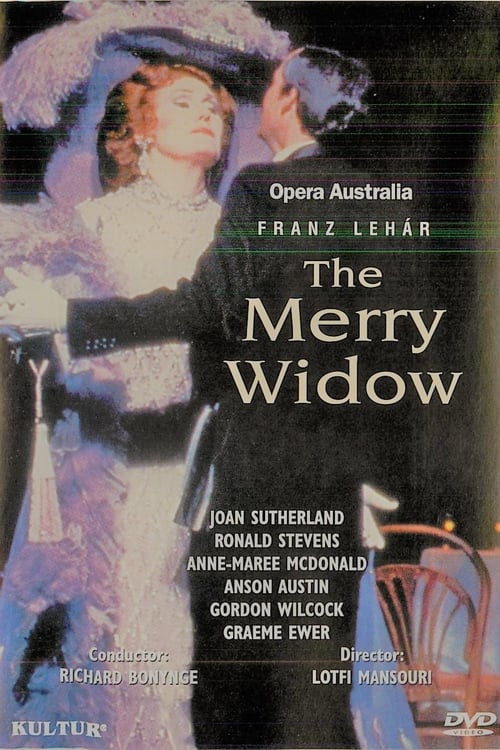 Opera Australia
FRANZ LEHÁR
The
Merry
Widow
JOAN SUTHERLAND
RONALD STEVENS
ANNE-MAREE MCDONALD
ANSON AUSTIN
GORDON WILCOCK
GRAEME EWER
Conductor:
RICHARD BONYNGE
Director:
LOTFI MANSOURI
KULTUR®
DVD
VIDEO